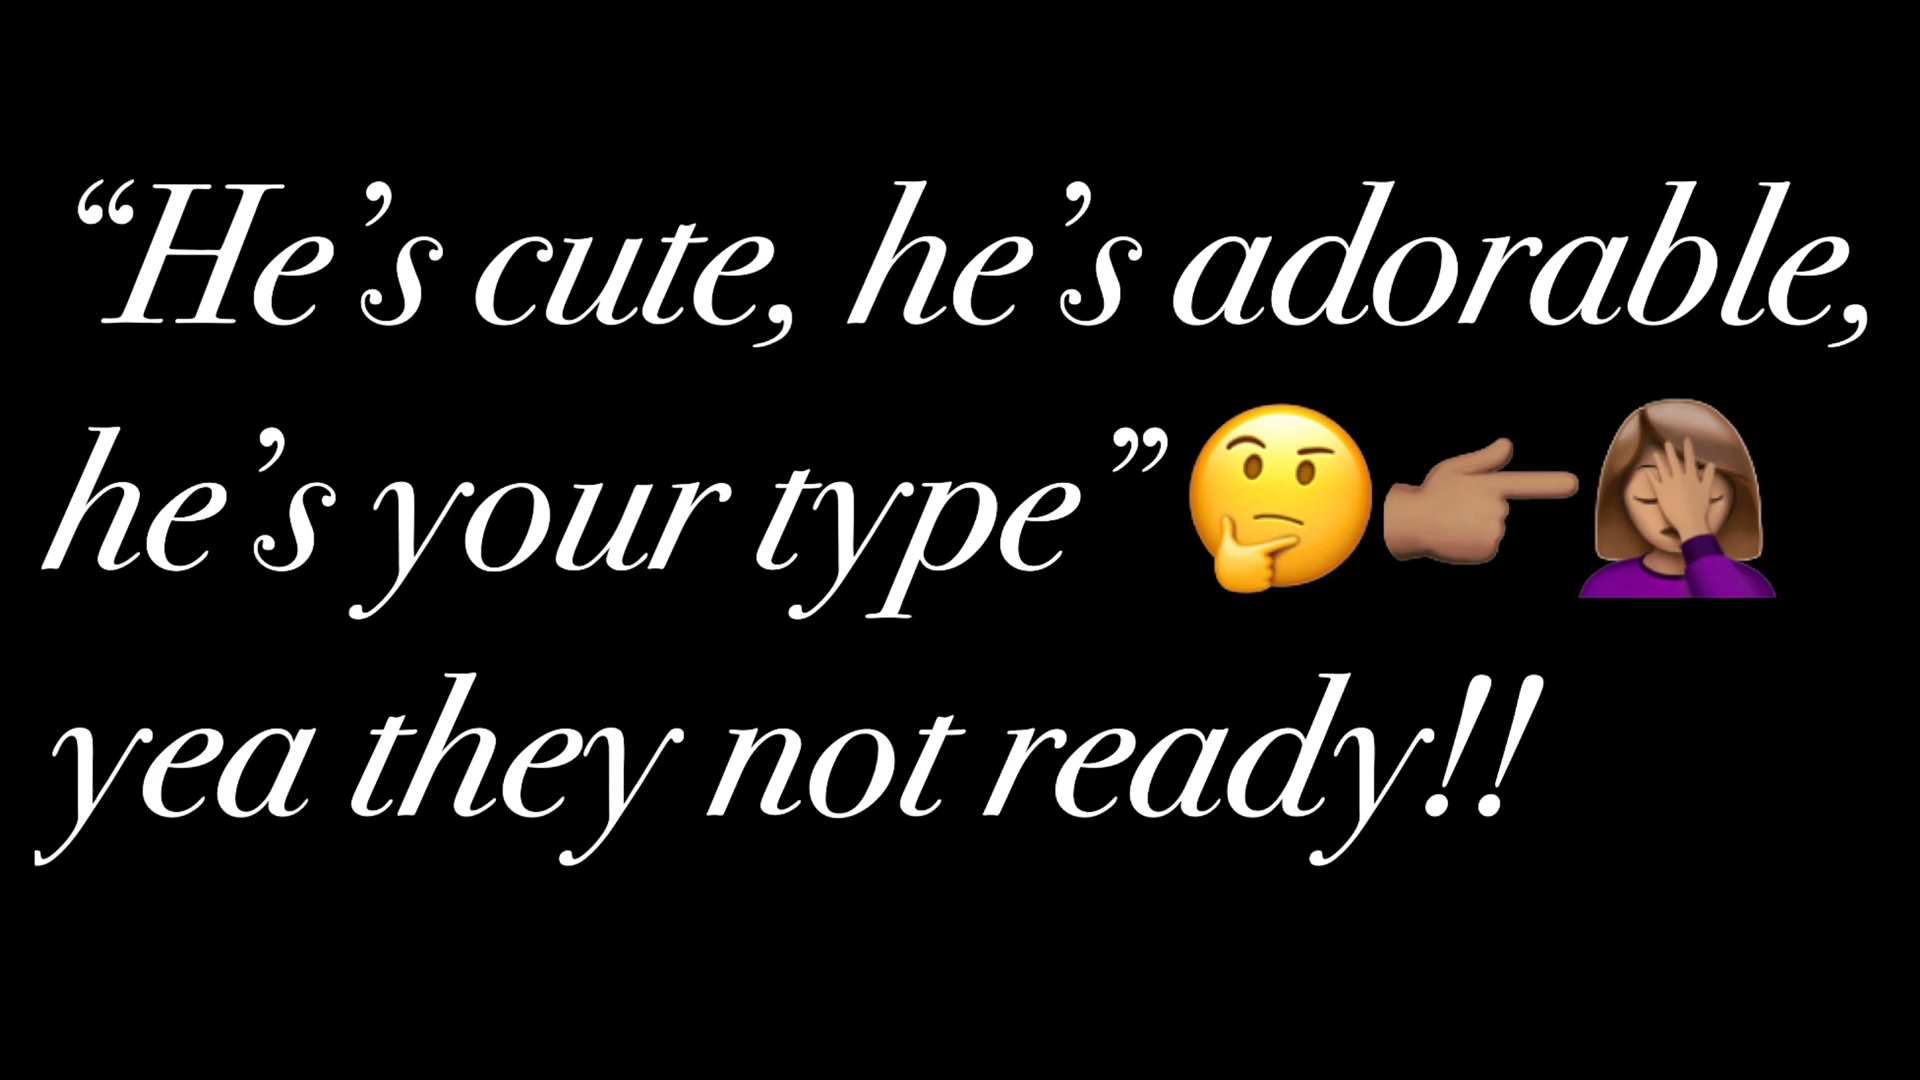 “He’s cute, he’s adorable,
he’s your type”🤔👉🏽🤦🏽‍♀️
yea they not ready!!